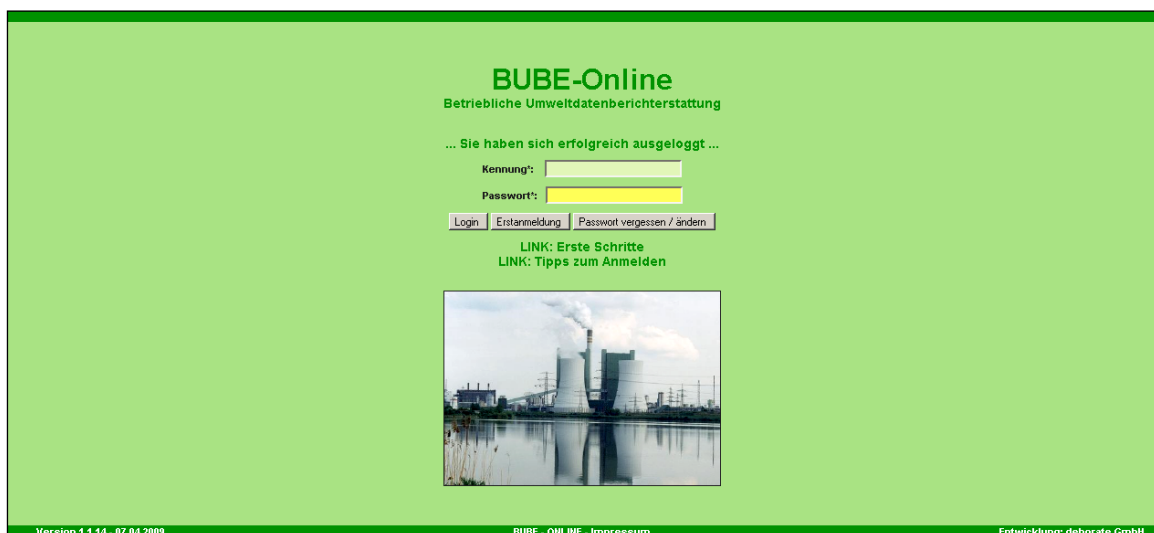 BUBE-Online
Betriebliche Umweltdatenberichterstattung
... Sie haben sich erfolgreich ausgeloggt ...
Kennung*:
Passwort*:
Login Erstanmeldung Passwort vergessen / ändern
LINK: Erste Schritte
LINK: Tipps zum Anmelden
Version 1.1.14 - 07.04.2009 BUBE - ONLINE - Impressum Entwicklung: deborate GmbH